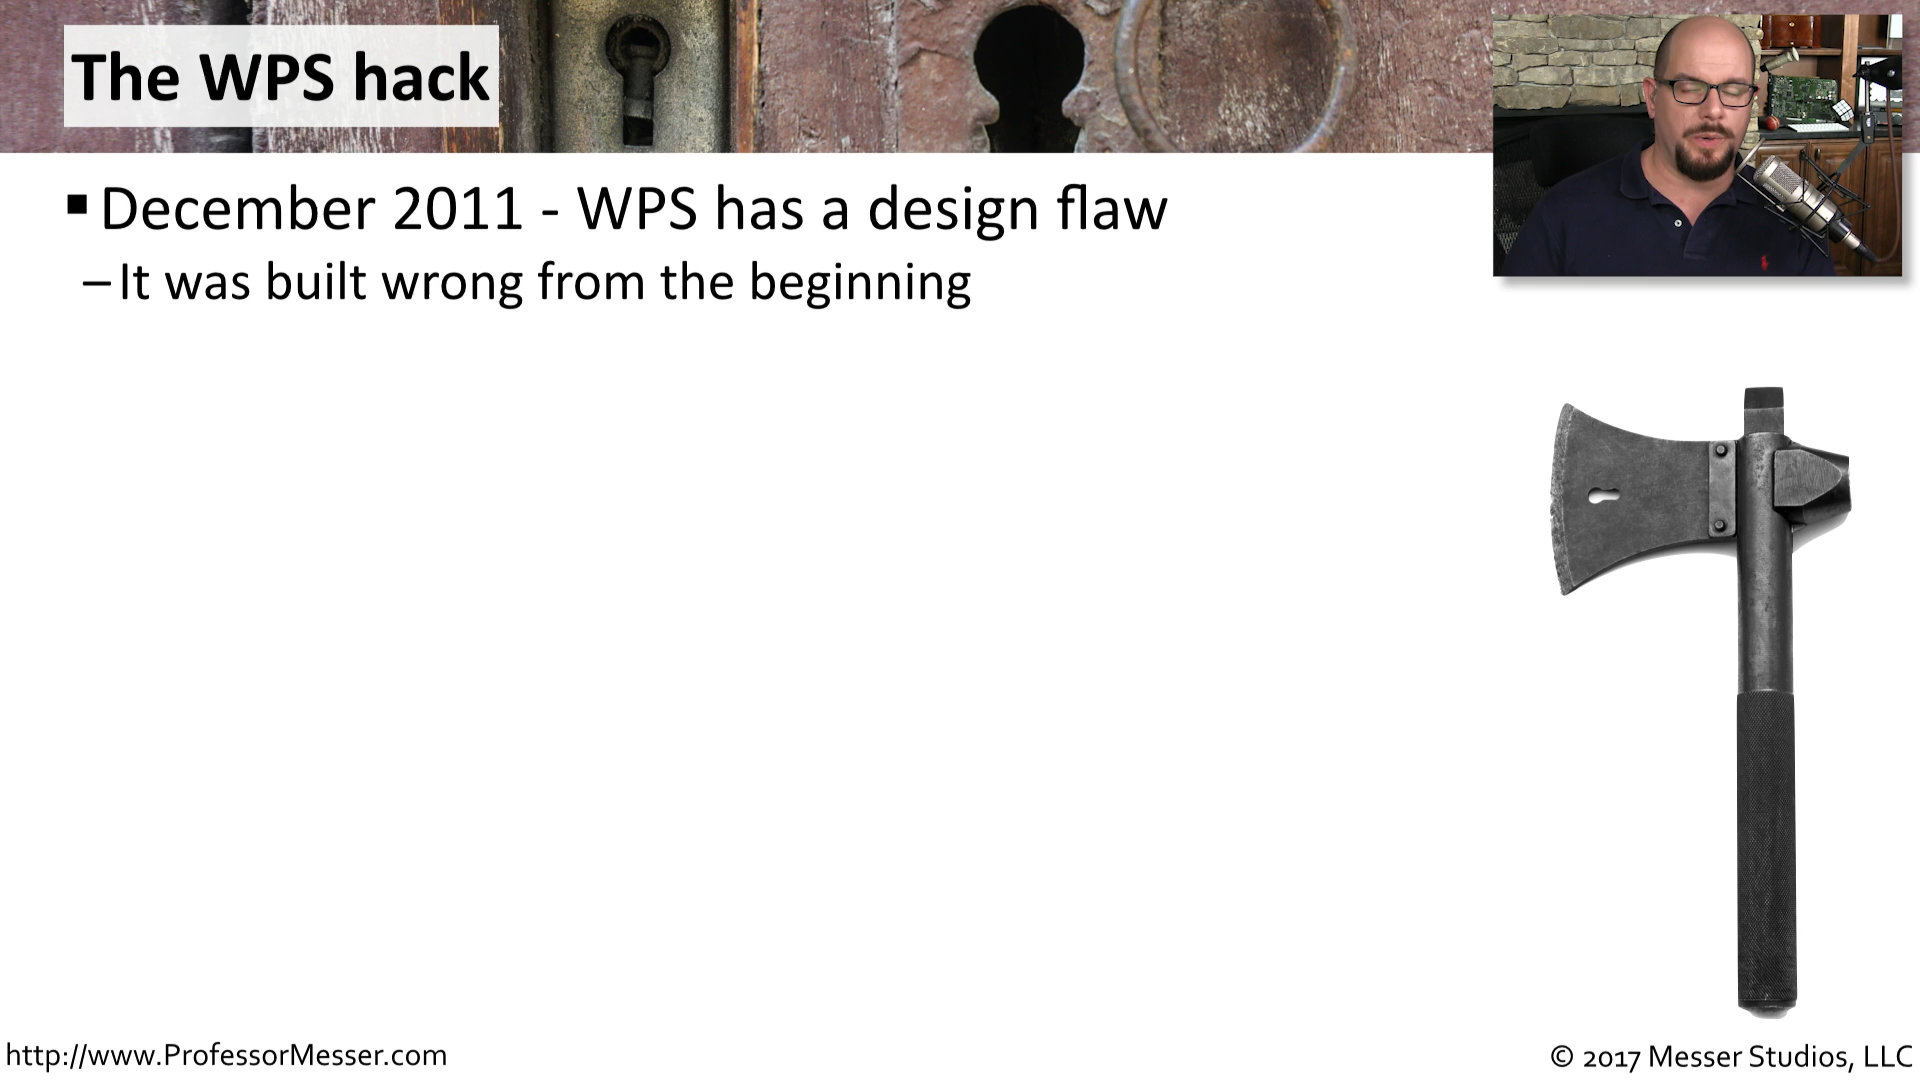 The WPS hack
▪ December 2011 - WPS has a design flaw
– It was built wrong from the beginning
http://www.ProfessorMesser.com
© 2017 Messer Studios, LLC